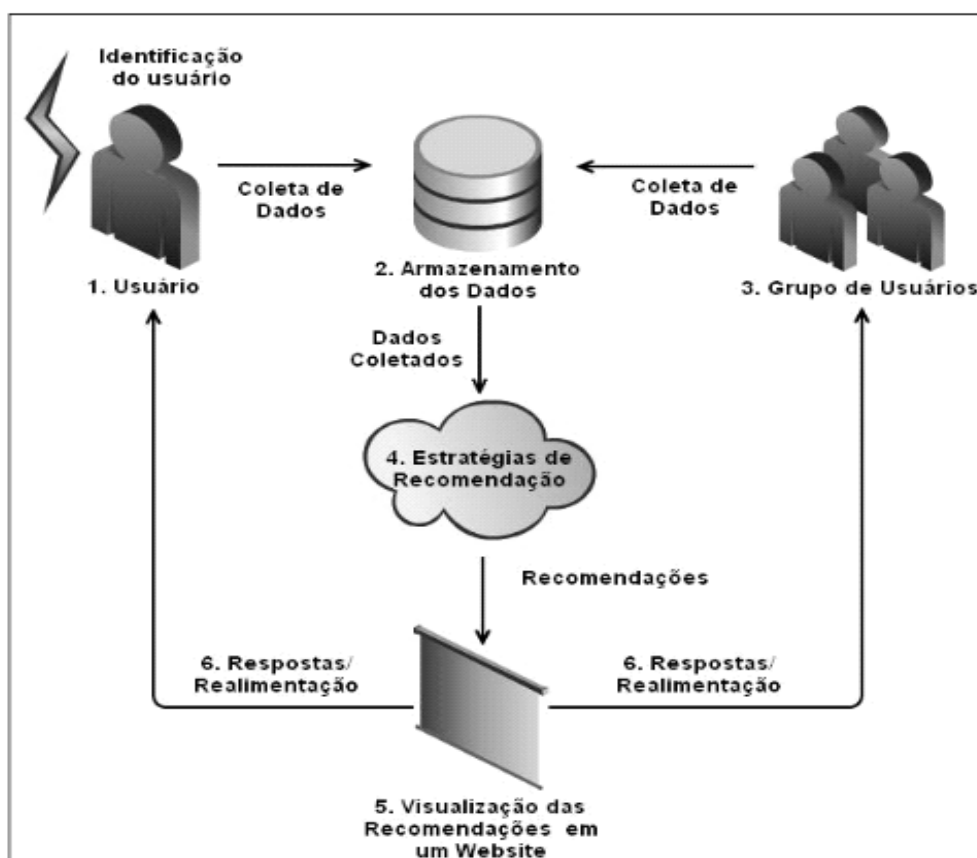 Identificação
do usuário
Coleta de
Dados
Coleta de
Dados
1. Usuário
2. Armazenamento
dos Dados
3. Grupo de Usuários
Dados
Coletados
4. Estratégias de
Recomendação
Recomendações
6. Respostas/
Realimentação
6. Respostas/
Realimentação
5. Visualização das
Recomendações em
um Website